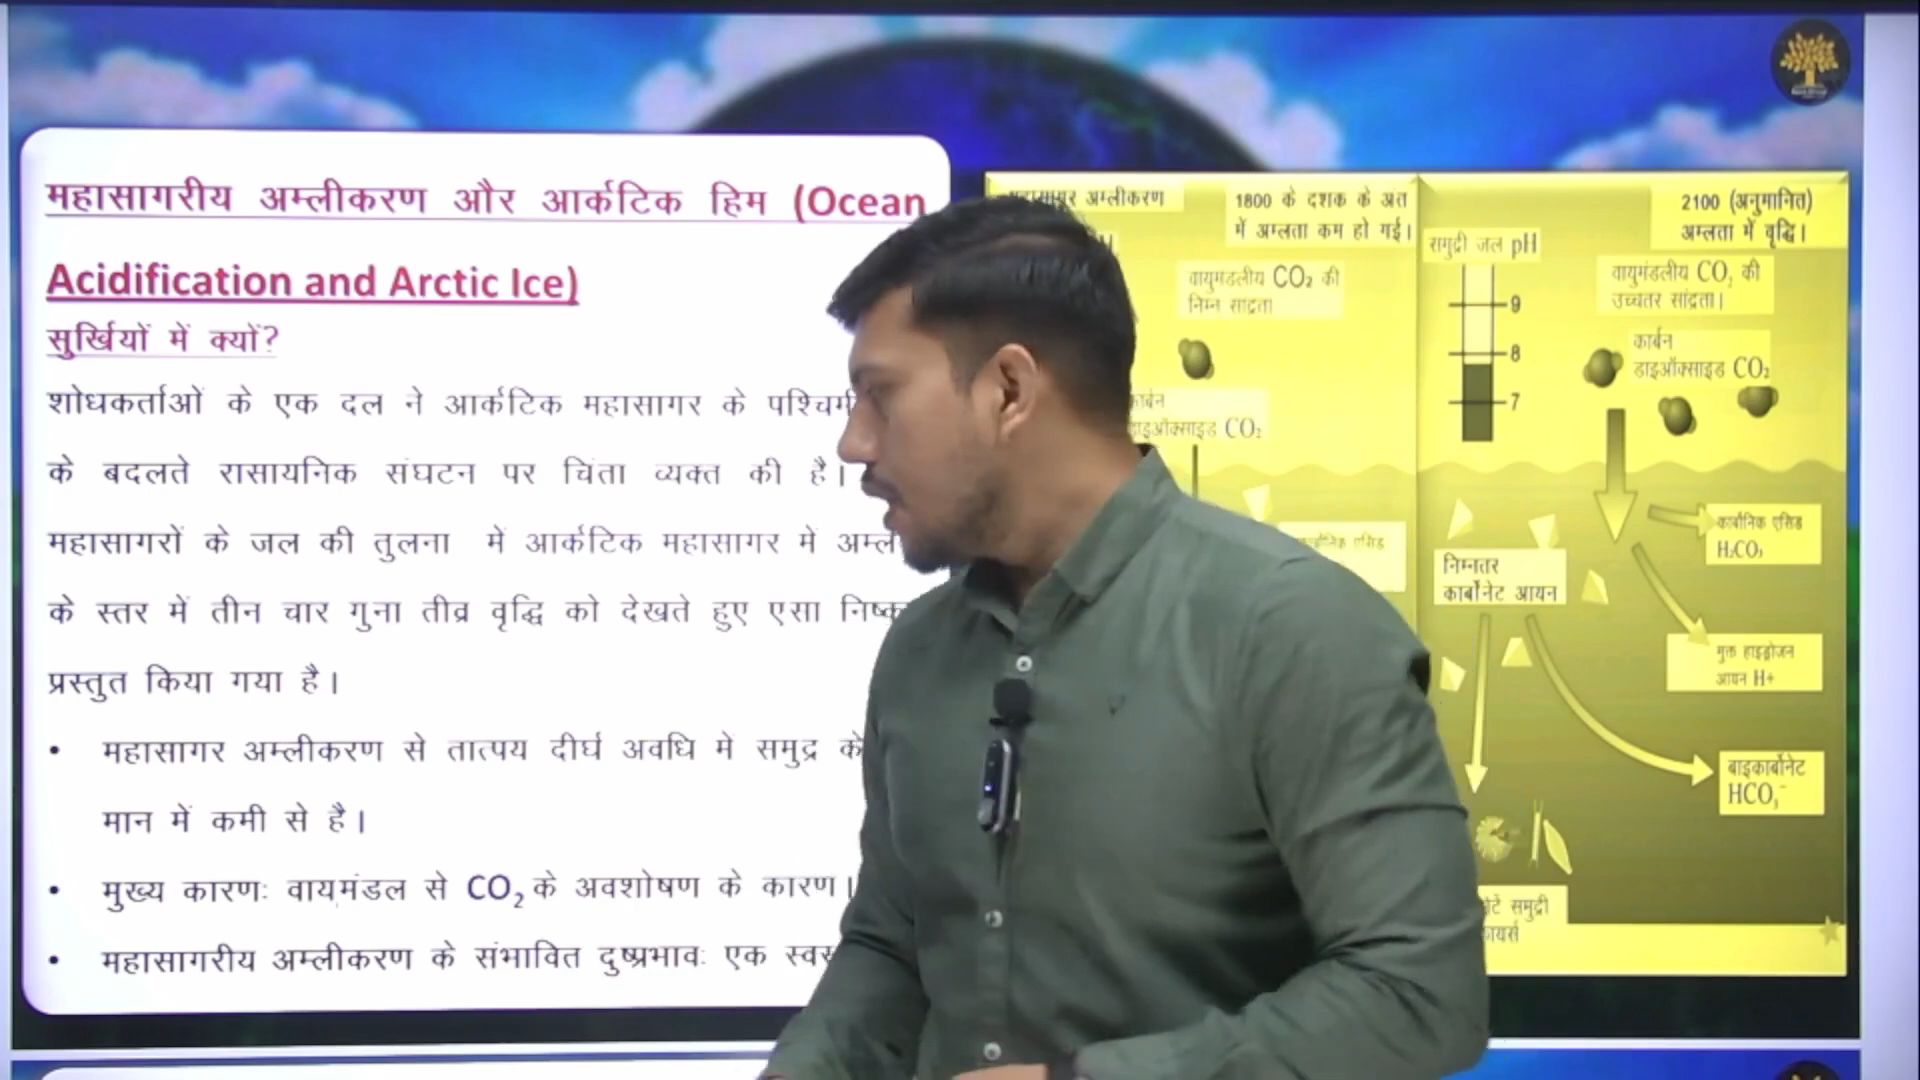 महासागरीय अम्लीकरण और आर्कटिक हिम (Ocean
Acidification and Arctic Ice)
सुर्खियों में क्यों?
शोधकर्ताओं के एक दल ने आर्कटिक महासागर के
के बदलते रासायनिक संघटन पर चिंता व्यक्त की है।
महासागरों के जल की तुलना में आर्कटिक महासागर में
के स्तर में तीन चार गुना तीव्र वृद्धि को देखते हुए एसा
प्रस्तुत किया गया है।
• महासागर अम्लीकरण से तात्पय दीर्घ अवधि मे समुद्र के
मान में कमी से है।
• मुख्य कारणः वायमंडल से CO₂ के अवशोषण के कारण।
• महासागरीय अम्लीकरण के संभावित दुष्प्रभावः एक
अम्लीकरण
1800 के दशक के अंत
में अम्लता कम हो गई।
वायुमंडलीय CO₂ की
निम्न सांद्रता
CO₂
समुद्री जल pH
9
8
7
2100 (अनुमानित)
अम्लता में वृद्धि।
वायुमंडलीय CO₂ की
उच्चतर सांद्रता।
कार्बन
डाइऑक्साइड CO₂
कार्बोनिक एसिड
H₂CO₃
निम्नतर
कार्बोनेट आयन
मुक्त हाइड्रोजन
आयन H+
बाइकार्बोनेट
HCO₃⁻
समुद्री